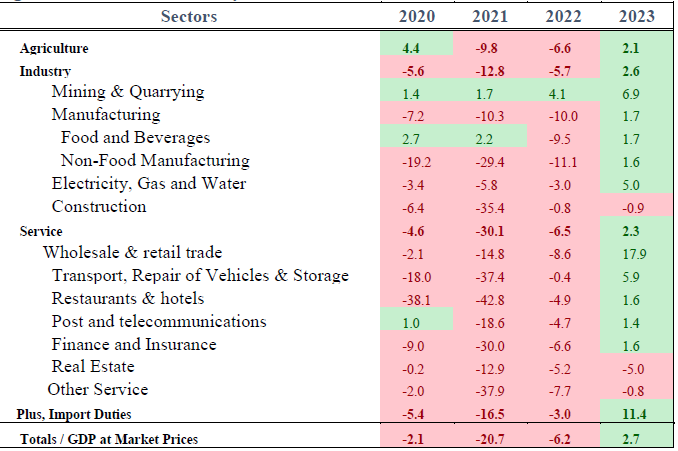 Sectors 2020 2021 2022 2023
Agriculture 4.4 -9.8 -6.6 2.1
Industry -5.6 -12.8 -5.7 2.6
Mining & Quarrying 1.4 1.7 4.1 6.9
Manufacturing -7.2 -10.3 -10.0 1.7
Food and Beverages 2.7 2.2 -9.5 1.7
Non-Food Manufacturing -19.2 -29.4 -11.1 1.6
Electricity, Gas and Water -3.4 -5.8 -3.0 5.0
Construction -6.4 -35.4 -0.8 -0.9
Service -4.6 -30.1 -6.5 2.3
Wholesale & retail trade -2.1 -14.8 -8.6 17.9
Transport, Repair of Vehicles & Storage -18.0 -37.4 -0.4 5.9
Restaurants & hotels -38.1 -42.8 -4.9 1.6
Post and telecommunications 1.0 -18.6 -4.7 1.4
Finance and Insurance -9.0 -30.0 -6.6 1.6
Real Estate -0.2 -12.9 -5.2 -5.0
Other Service -2.0 -37.9 -7.7 -0.8
Plus, Import Duties -5.4 -16.5 -3.0 11.4
Totals / GDP at Market Prices -2.1 -20.7 -6.2 2.7